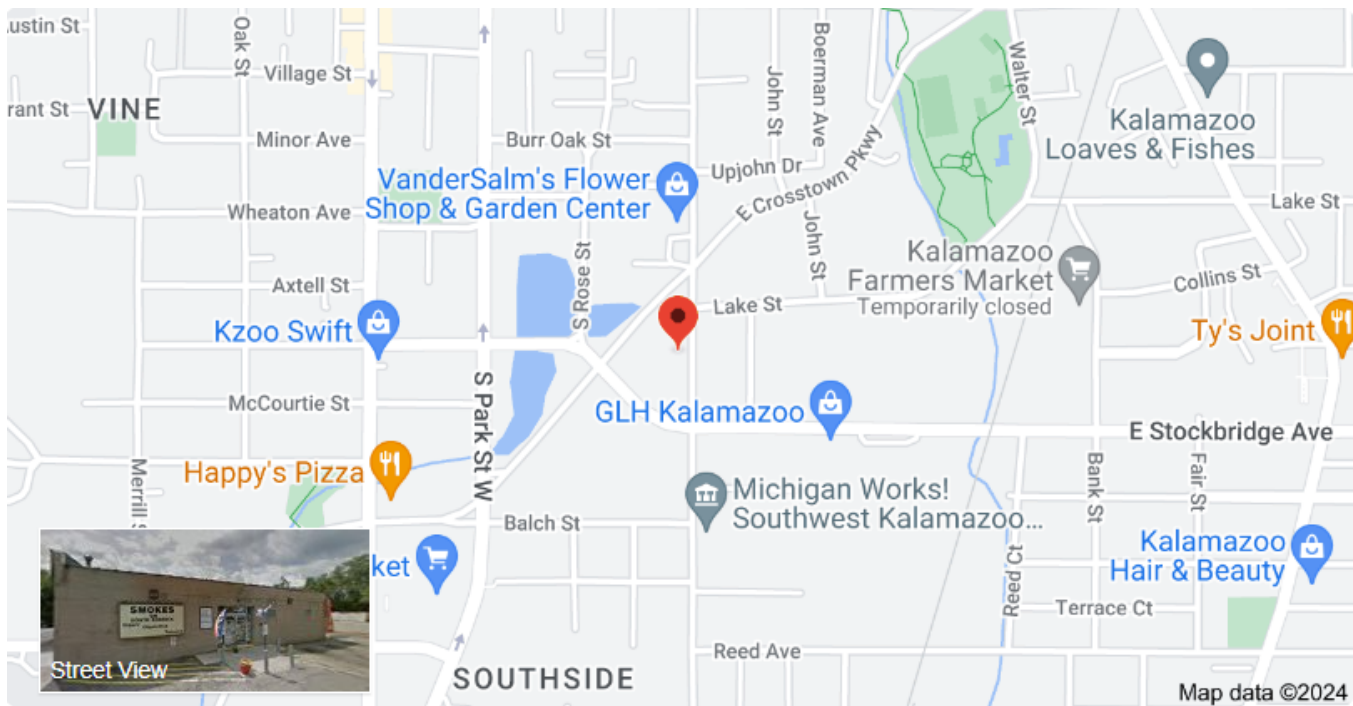 ustin St
Oak St
Village St
VINE
rant St
Minor Ave
Burr Oak St
John St
Boerman Ave
Walter St
Kalamazoo
Loaves & Fishes
VanderSalm's Flower
Shop & Garden Center
Upjohn Dr
E Crosstown Pkwy
Wheaton Ave
Lake St
John St
S Rose St
Axtell St
Kalamazoo
Farmers Market
Temporarily closed
Collins St
Lake St
Kzoo Swift
Ty's Joint
McCourtie St
S Park St W
GLH Kalamazoo
E Stockbridge Ave
Happy's Pizza
Merrill S
Michigan Works!
Southwest Kalamazoo...
Bank St
Fair St
Balch St
ket
Reed Ct
Kalamazoo
Hair & Beauty
Terrace Ct
SMOKES
Street View
Reed Ave
SOUTHSIDE
Map data ©2024